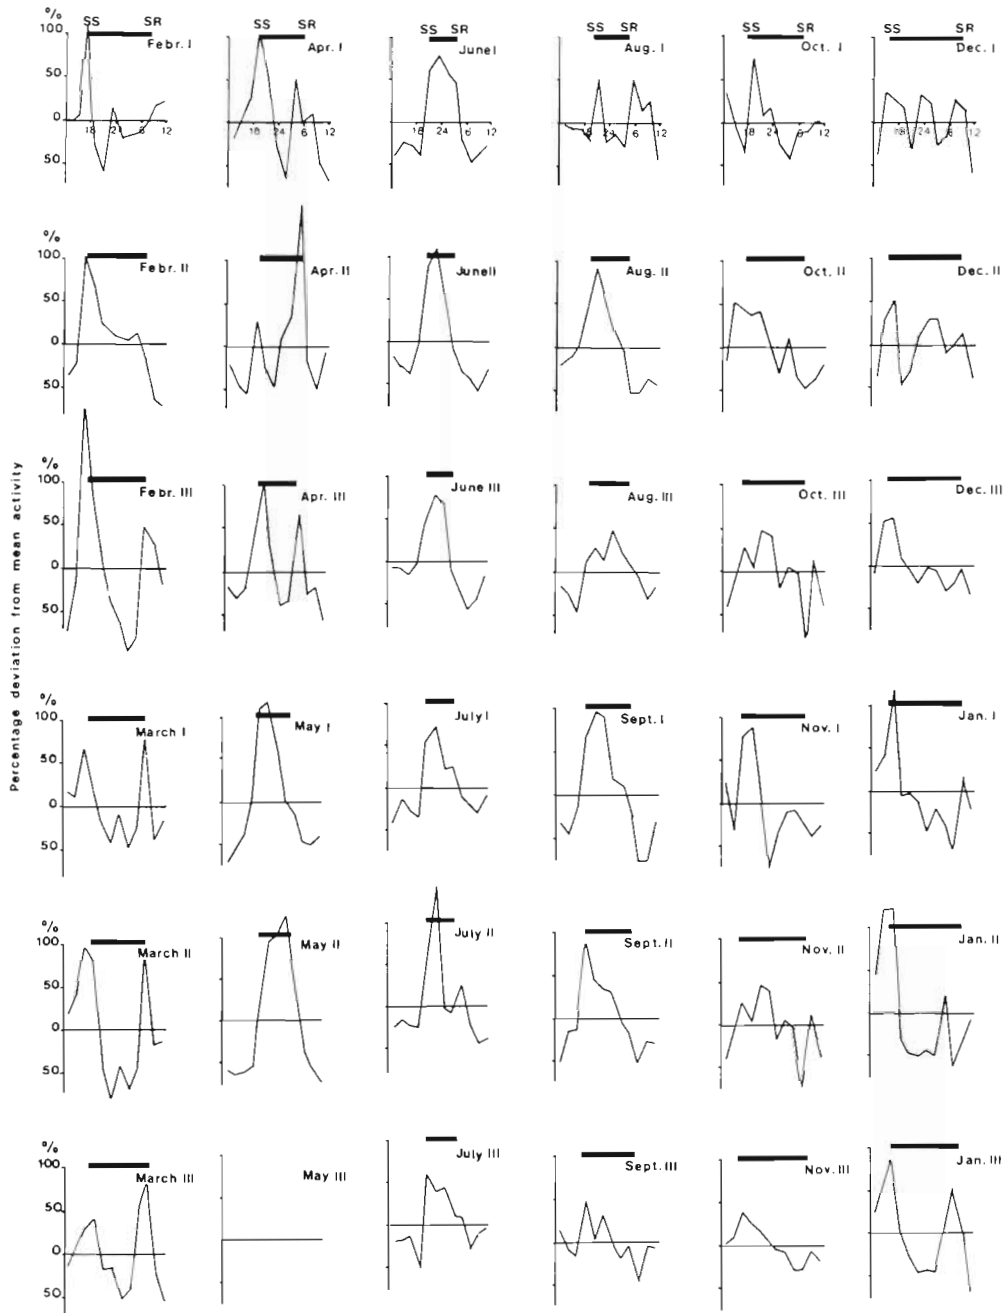 % SS SR SS SR SS SR SS SR SS SR SS SR
100 Febr. I Apr. I June I Aug. I Oct. I Dec. I
50
0 18 6 12 18 24 6 12 18 24 6 12 18 24 6 12 18 24 6 12 18 24 6 12
50
%
100 Febr. II Apr. II June II Aug. II Oct. II Dec. II
50
0
50
%
100 Febr. III Apr. III June III Aug. III Oct. III Dec. III
50
0
50
Percentage deviation from mean activity
%
100 March I May I July I Sept. I Nov. I Jan. I
50
0
50
%
100 March II May II July II Sept. II Nov. II Jan. II
50
0
50
%
100 March III May III July III Sept. III Nov. III Jan. III
50
0
50